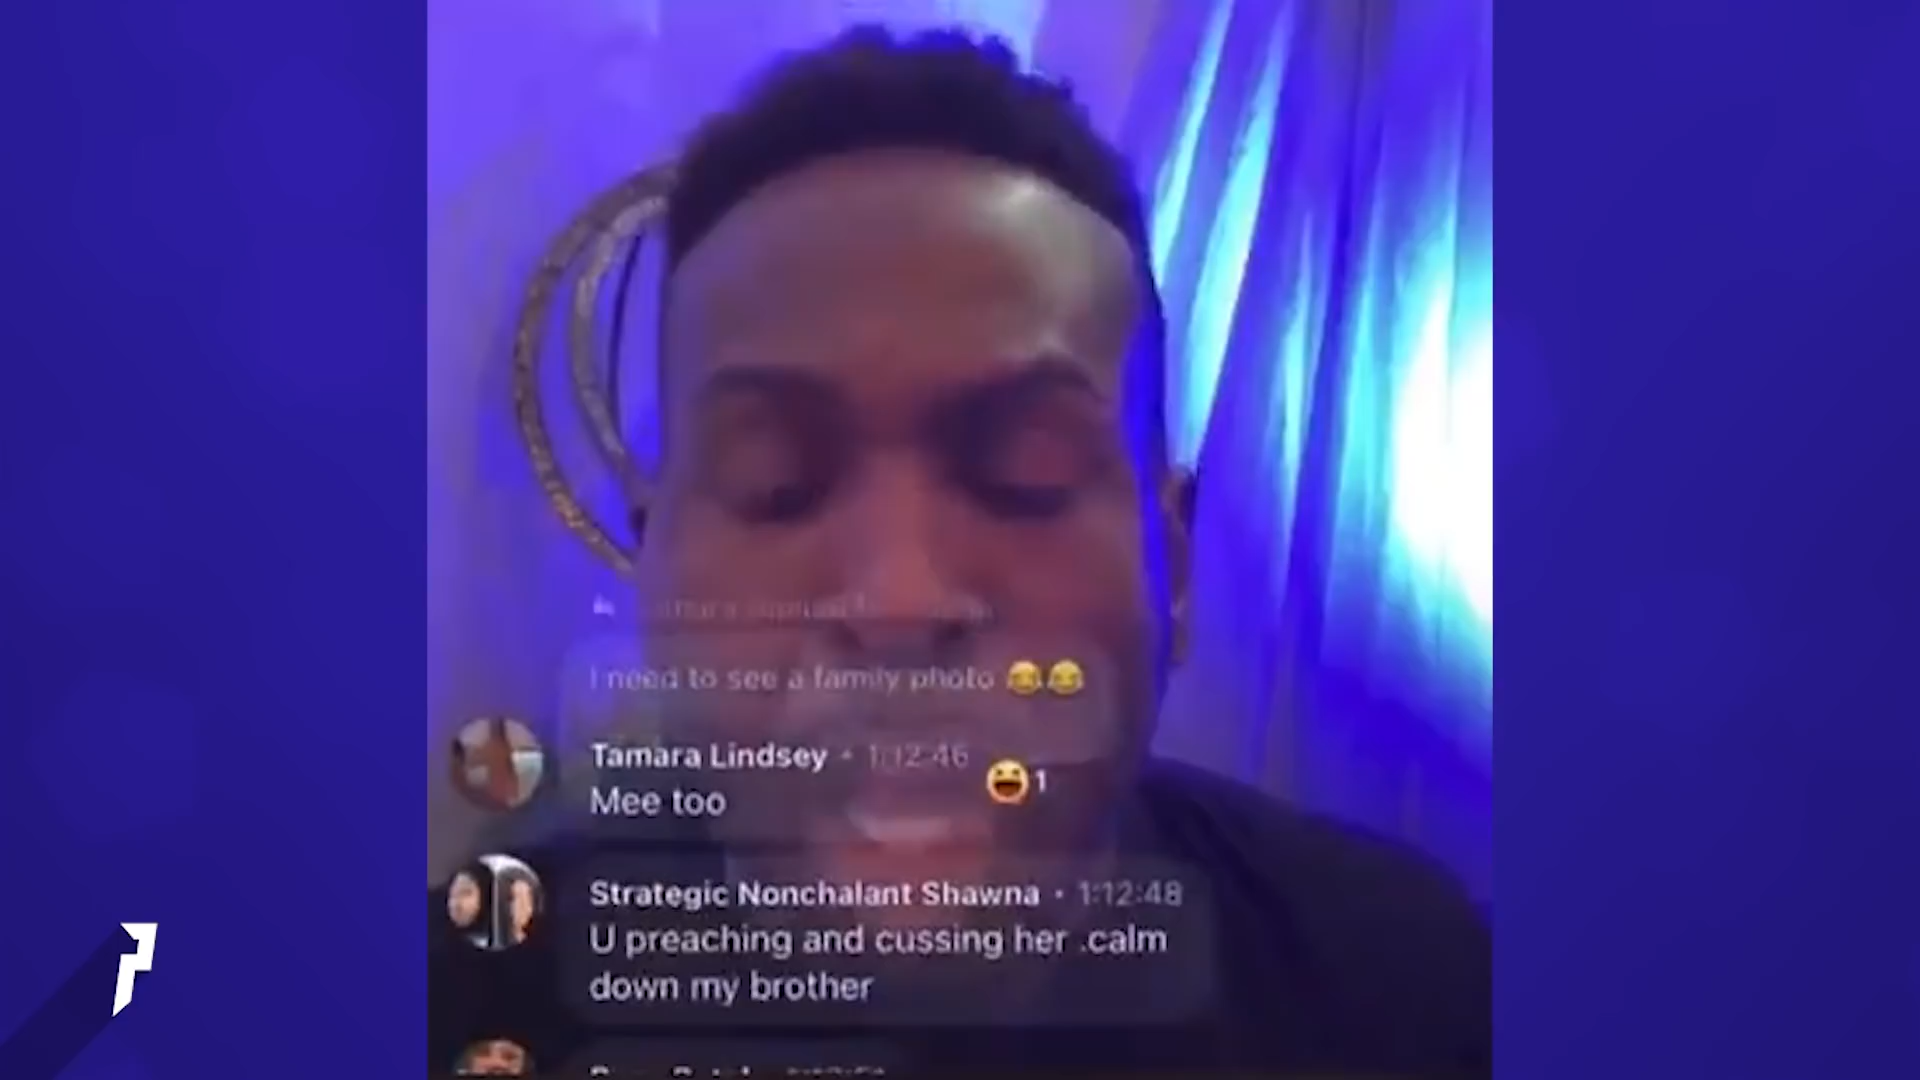 I need to see a family photo 😂😂
Tamara Lindsey • 1:12:46
Mee too
😆 1
Strategic Nonchalant Shawna • 1:12:48
U preaching and cussing her .calm
down my brother